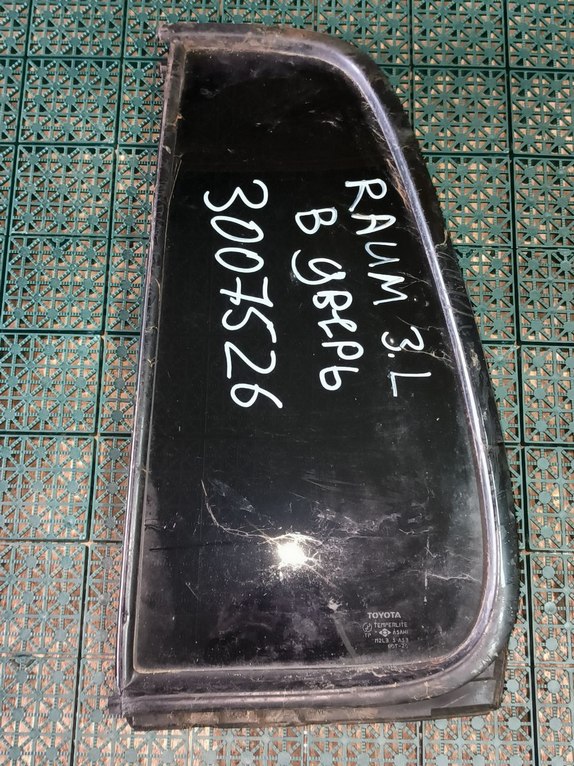 RAUM 3.L
В дверь
3007526
TOYOTA
TEMPERLITE
ASAHI